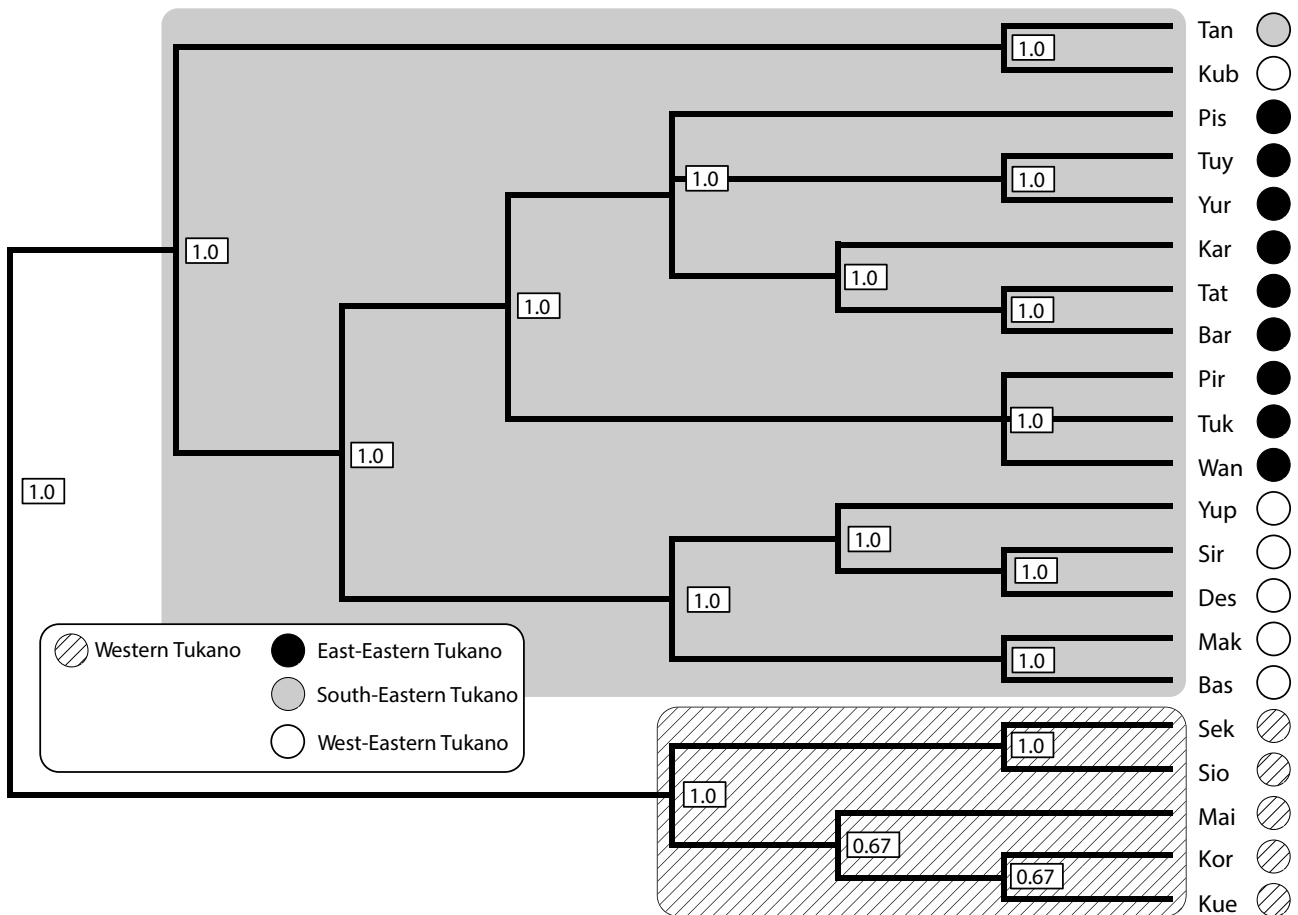 Tan
1.0
Kub
Pis
Tuy
1.0
1.0
Yur
Kar
1.0
1.0
Tat
1.0
1.0
Bar
Pir
1.0
Tuk
1.0
Wan
1.0
Yup
1.0
Sir
1.0
Des
1.0
Mak
1.0
Bas
Western Tukano
East-Eastern Tukano
South-Eastern Tukano
West-Eastern Tukano
Sek
1.0
Sio
1.0
Mai
0.67
Kor
0.67
Kue